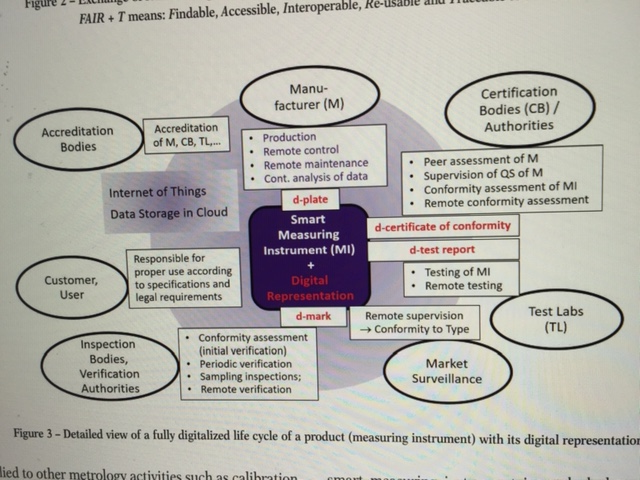 Figure 2 – Exchange of
FAIR + T means: Findable, Accessible, Interoperable, Re-usable and
Manu-
facturer (M)
Certification
Bodies (CB) /
Authorities
Accreditation
Bodies
Accreditation
of M, CB, TL,...
• Production
• Remote control
• Remote maintenance
• Cont. analysis of data
• Peer assessment of M
• Supervision of QS of M
• Conformity assessment of MI
• Remote conformity assessment
Internet of Things
Data Storage in Cloud
d-plate
Smart
Measuring
Instrument (MI)
+
Digital
Representation
d-certificate of conformity
d-test report
• Testing of MI
• Remote testing
Customer,
User
Responsible for
proper use according
to specifications and
legal requirements
d-mark
Remote supervision
→ Conformity to Type
Test Labs
(TL)
Inspection
Bodies,
Verification
Authorities
• Conformity assessment
(initial verification)
• Periodic verification
• Sampling inspections;
• Remote verification
Market
Surveillance
Figure 3 – Detailed view of a fully digitalized life cycle of a product (measuring instrument) with its digital representation
lied to other metrology activities such as calibration